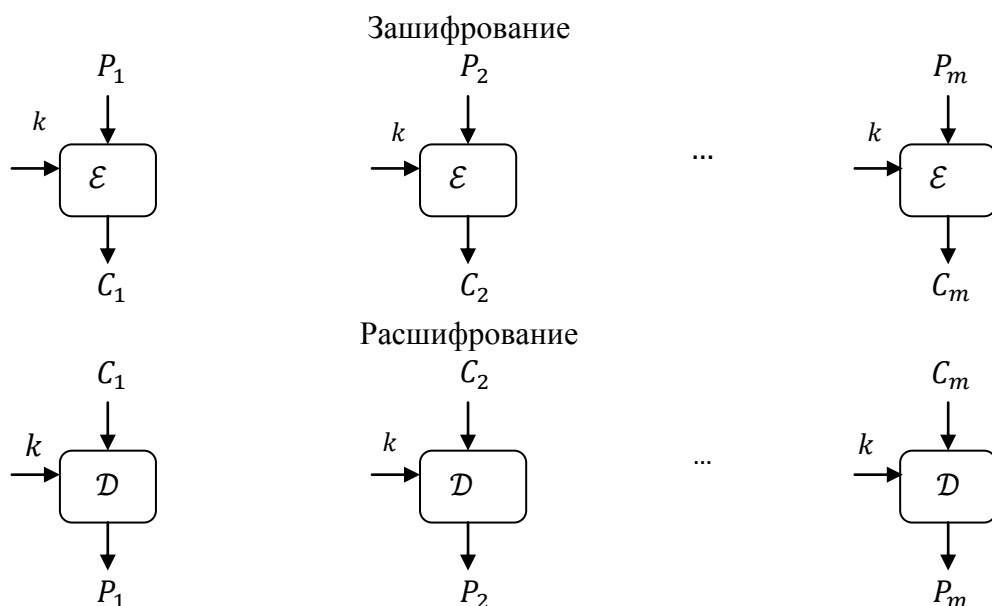 Зашифрование
P₁ P₂ Pₘ
k k k
...
ℰ ℰ ℰ
C₁ C₂ Cₘ
Расшифрование
C₁ C₂ Cₘ
k k k
...
𝒟 𝒟 𝒟
P₁ P₂ Pₘ